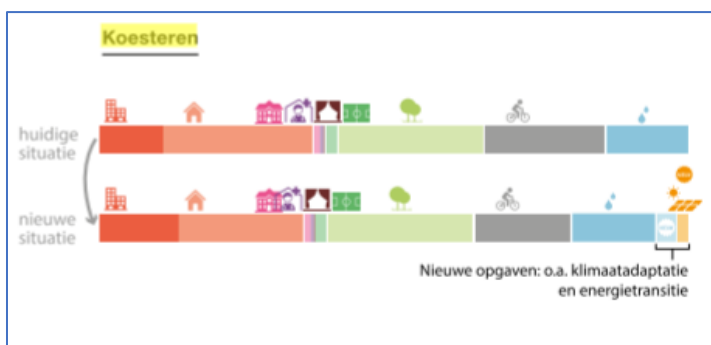 Koesteren
huidige
situatie
nieuwe
situatie
Nieuwe opgaven: o.a. klimaatadaptatie
en energietransitie